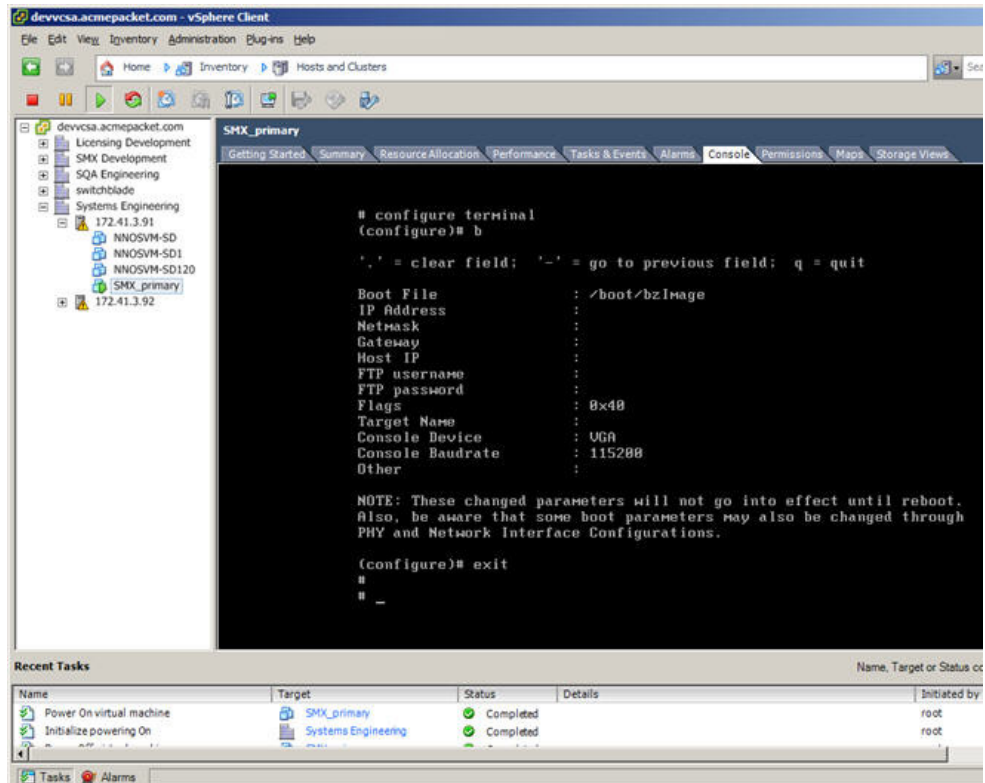 devvcsa.acmepacket.com - vSphere Client
File Edit View Inventory Administration Plug-ins Help
Home Inventory Hosts and Clusters
devvcsa.acmepacket.com
Licensing Development
SMX Development
SQA Engineering
switchblade
Systems Engineering
172.41.3.91
NNOSVM-SD
NNOSVM-SD1
NNOSVM-SD120
SMX_primary
172.41.3.92
SMX_primary
Getting Started Summary Resource Allocation Performance Tasks & Events Alarms Console Permissions Maps Storage Views
# configure terminal
(configure)# b
'.' = clear field; '-' = go to previous field; q = quit
Boot File : /boot/bzImage
IP Address :
Netmask :
Gateway :
Host IP :
FTP username :
FTP password :
Flags : 0x40
Target Name :
Console Device : VGA
Console Baudrate : 115200
Other :
NOTE: These changed parameters will not go into effect until reboot.
Also, be aware that some boot parameters may also be changed through
PHY and Network Interface Configurations.
(configure)# exit
#
# _
Recent Tasks
Name, Target or Status co
Name Target Status Details Initiated by
Power On virtual machine SMX_primary Completed root
Initialize powering On Systems Engineering Completed root
Tasks Alarms